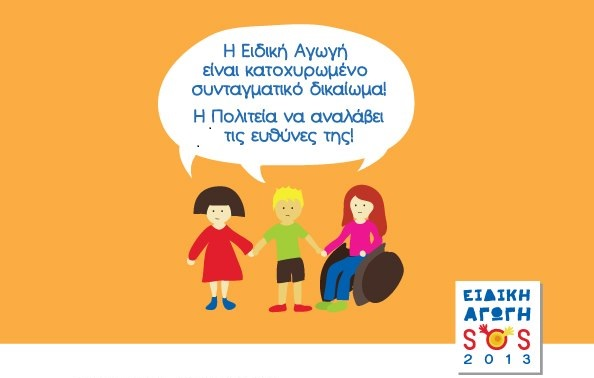 Η Ειδική Αγωγή
είναι κατοχυρωμένο
συνταγματικό δικαίωμα!
Η Πολιτεία να αναλάβει
τις ευθύνες της!
ΕΙΔΙΚΗ
ΑΓΩΓΗ
SOS
2013